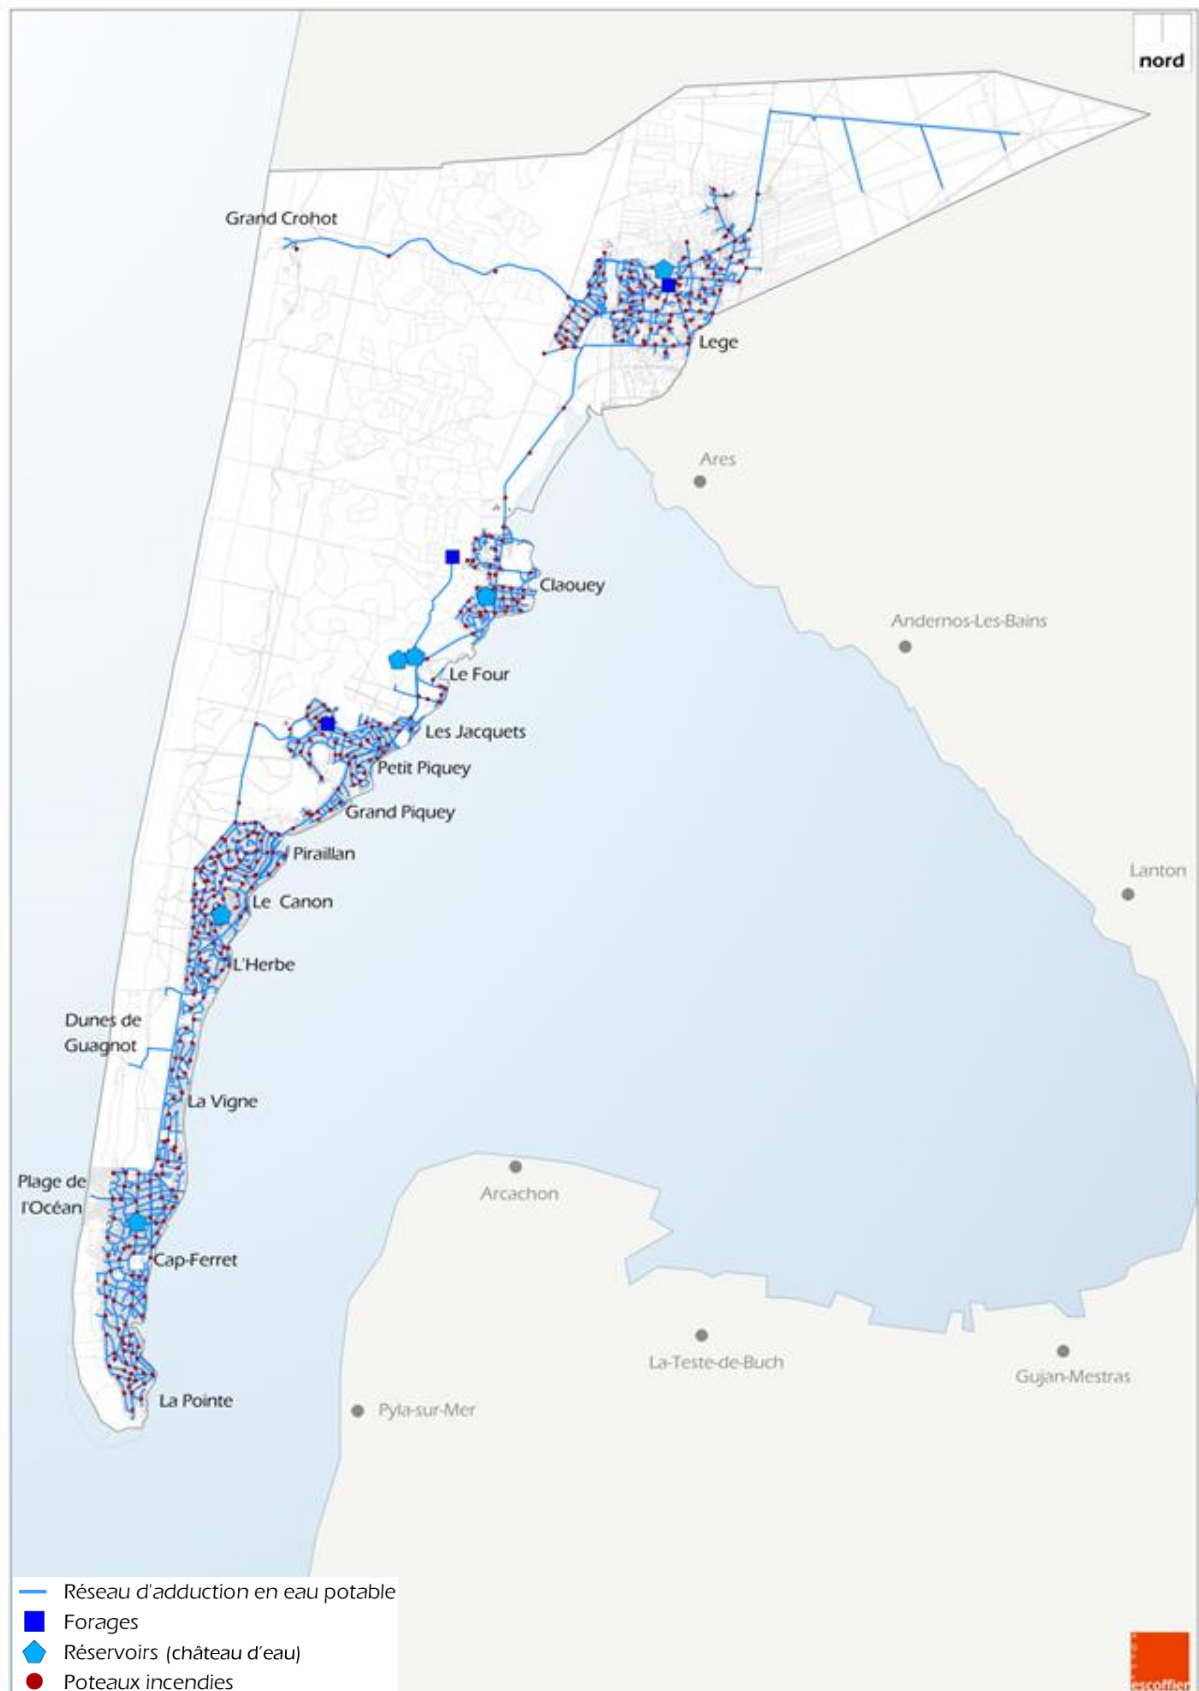 nord
Grand Crohot
Lege
Ares
Claouey
Andernos-Les-Bains
Le Four
Les Jacquets
Petit Piquey
Grand Piquey
Piraillan
Lanton
Le Canon
L'Herbe
Dunes de
Guagnot
La Vigne
Plage de
l'Océan
Arcachon
Cap-Ferret
La-Teste-de-Buch
Gujan-Mestras
La Pointe
Pyla-sur-Mer
Réseau d'adduction en eau potable
Forages
Réservoirs (château d'eau)
Poteaux incendies
escoffier